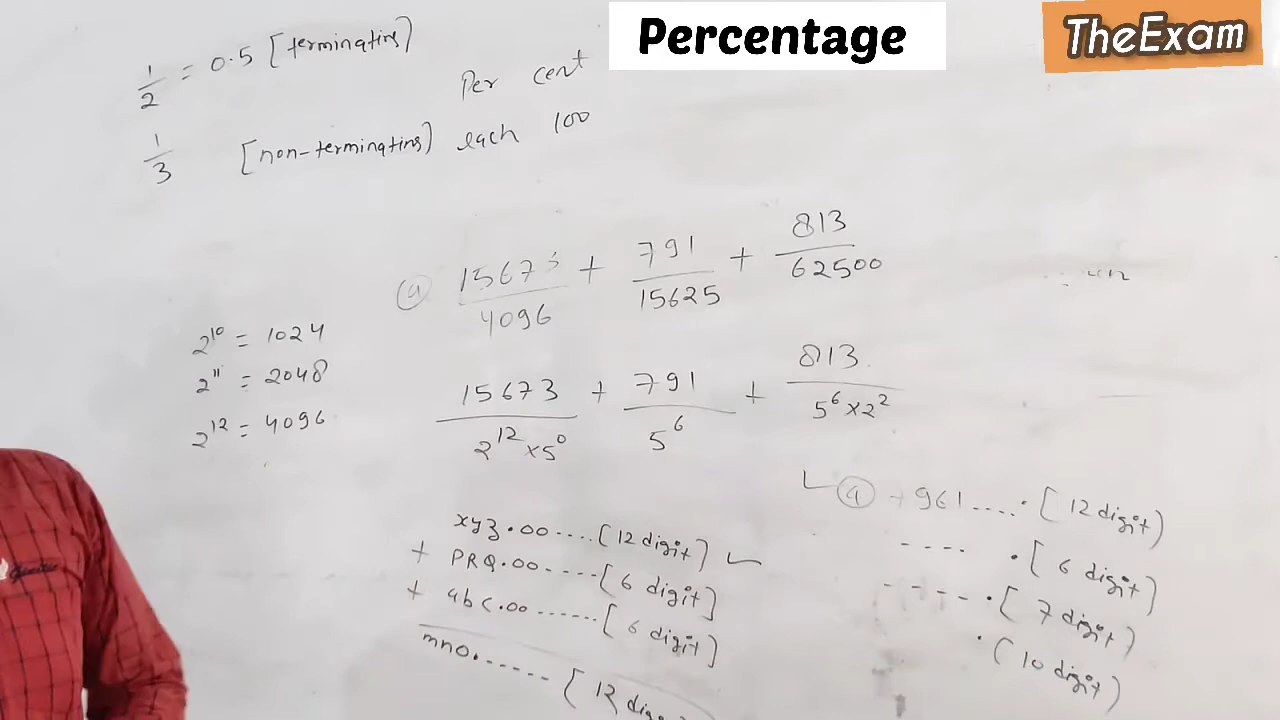 Percentage
TheExam
1/2 = 0.5 [terminating]
Per cent
1/3 [non-terminating] each 100
(a) 15673/4096 + 791/15625 + 813/62500
2^10 = 1024
2^11 = 2048
2^12 = 4096
15673/2^12×5^0 + 791/5^6 + 813/5^6×2^2
xyz.00....[12 digit] ✓
+ PRQ.00-----[6 digit]
+ abc.00------[6 digit]
mno.-----[12
✓ (a) +961.....[12 digit)
---- .[6 digit)
-----.[7 digit)
.(10 digit)